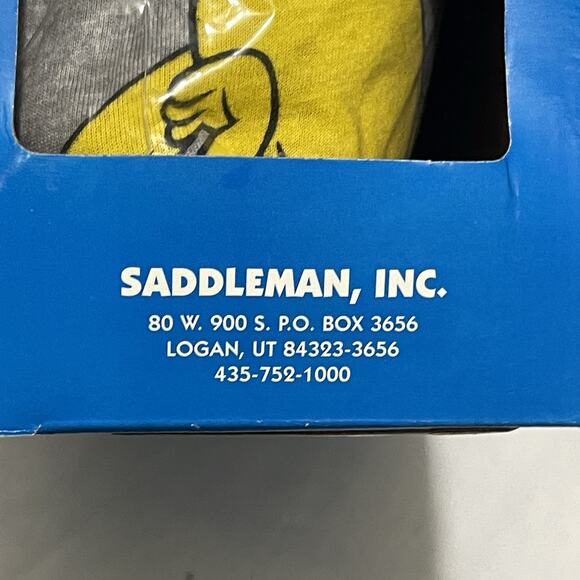 SADDLEMAN, INC.
80 W. 900 S. P.O. BOX 3656
LOGAN, UT 84323-3656
435-752-1000